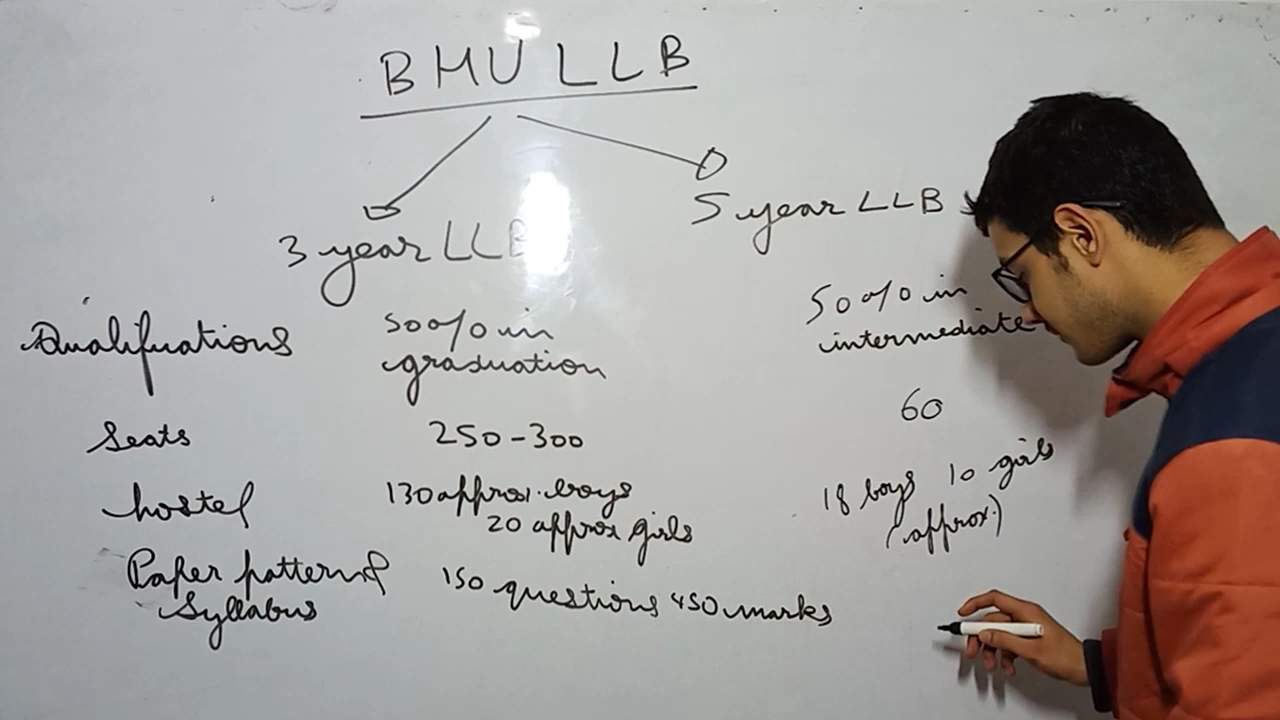 BHU LLB
3 year LLB
5 year LLB
Qualifications
50% in
graduation
50% in
intermediate
Seats
250-300
60
hostel
130 approx. boys
20 approx girls
18 boys 10 girls
(approx.)
Paper pattern &
Syllabus
150 questions 450 marks